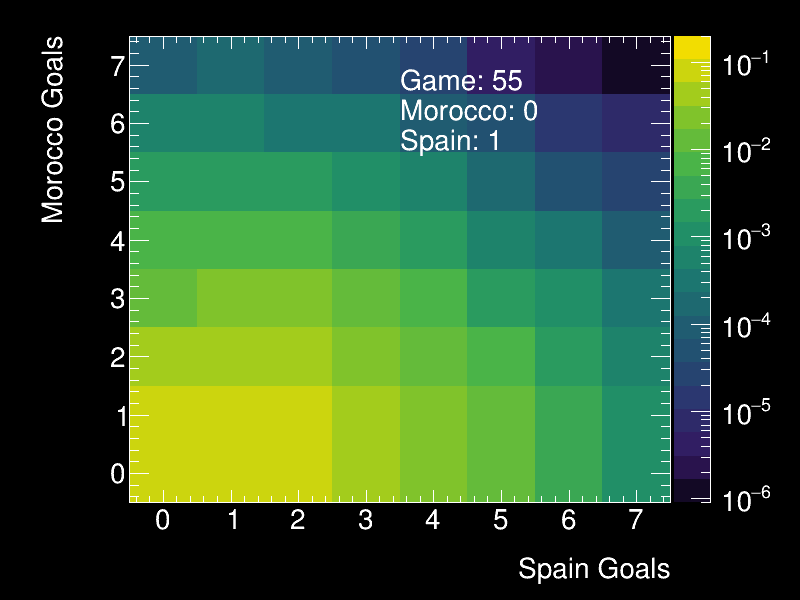 Morocco Goals
7
6
5
4
3
2
1
0
Game: 55
Morocco: 0
Spain: 1
10⁻¹
10⁻²
10⁻³
10⁻⁴
10⁻⁵
10⁻⁶
0 1 2 3 4 5 6 7
Spain Goals